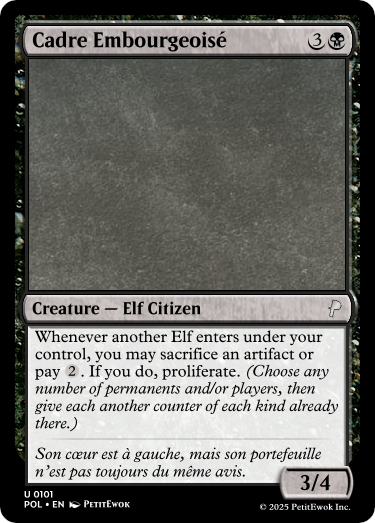 Cadre Embourgeoisé 3
Creature — Elf Citizen
Whenever another Elf enters under your
control, you may sacrifice an artifact or
pay 2. If you do, proliferate. (Choose any
number of permanents and/or players, then
give each another counter of each kind already
there.)
Son cœur est à gauche, mais son portefeuille
n'est pas toujours du même avis.
3/4
U 0101
POL • EN PetitEwok
© 2025 PetitEwok Inc.